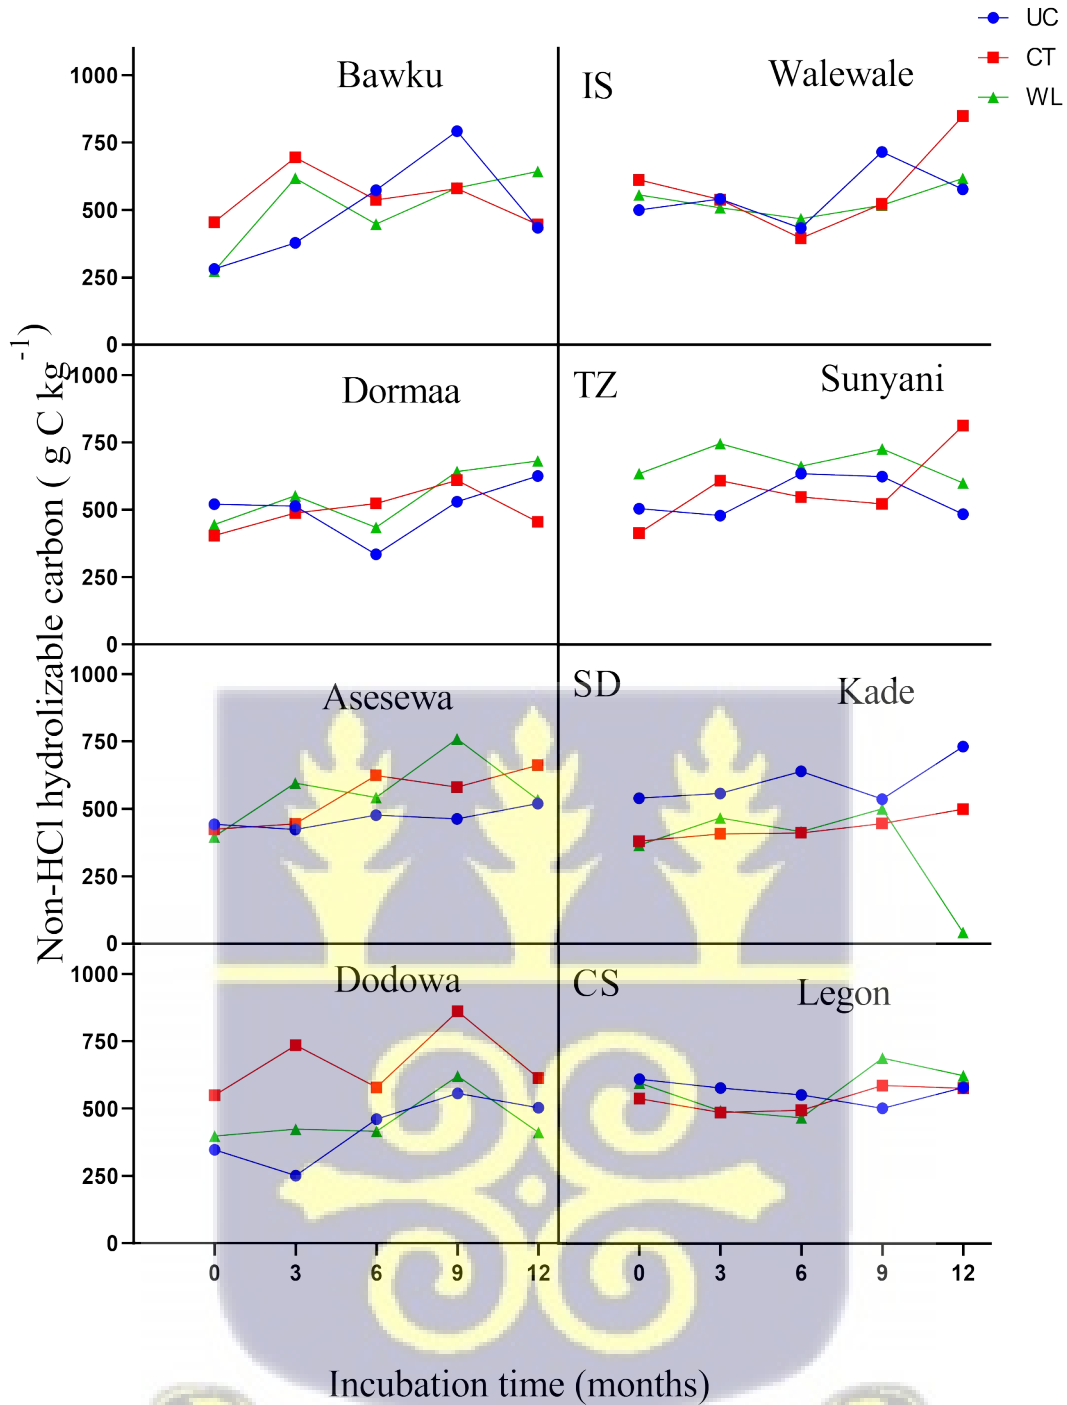 UC
CT
WL
Bawku
IS
Walewale
1000
750
500
250
0
Dormaa
TZ
Sunyani
1000
750
500
250
0
Asesewa
SD
Kade
1000
750
500
250
0
Dodowa
CS
Legon
1000
750
500
250
0
0 3 6 9 12 0 3 6 9 12
Non-HCl hydrolizable carbon ( g C kg-1)
Incubation time (months)